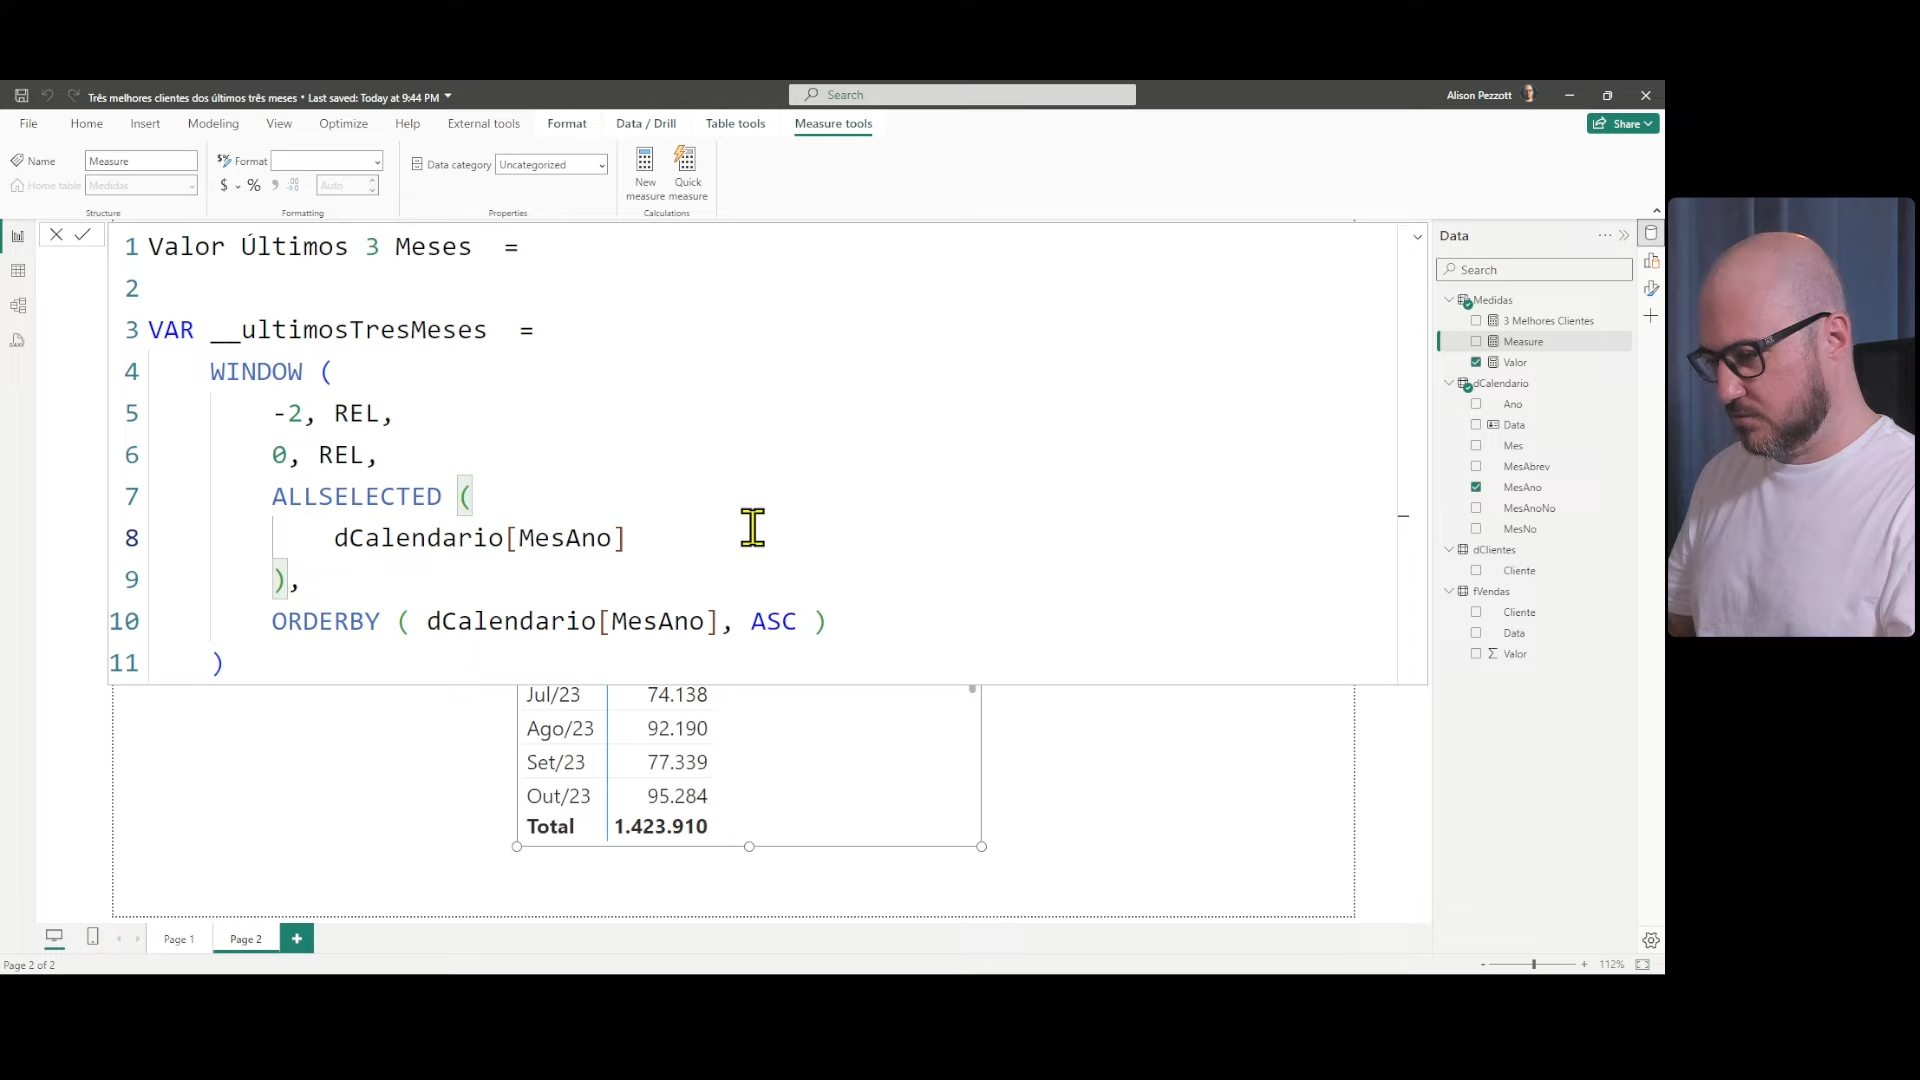 Três melhores clientes dos últimos três meses • Last saved: Today at 9:44 PM
Search
Alison Pezzott
File
Home
Insert
Modeling
View
Optimize
Help
External tools
Format
Data / Drill
Table tools
Measure tools
Share
Name
Measure
Home table
Medidas
Structure
Format
$
%
Auto
Formatting
Data category
Uncategorized
Properties
New
measure
Quick
measure
Calculations
1 Valor Últimos 3 Meses =
2
3 VAR __ultimosTresMeses =
4 WINDOW (
5 -2, REL,
6 0, REL,
7 ALLSELECTED (
8 dCalendario[MesAno]
9 ),
10 ORDERBY ( dCalendario[MesAno], ASC )
11 )
Jul/23 74.138
Ago/23 92.190
Set/23 77.339
Out/23 95.284
Total 1.423.910
Data
Search
Medidas
3 Melhores Clientes
Measure
Valor
dCalendario
Ano
Data
Mes
MesAbrev
MesAno
MesAnoNo
MesNo
dClientes
Cliente
fVendas
Cliente
Data
Valor
Page 1
Page 2
Page 2 of 2
112%